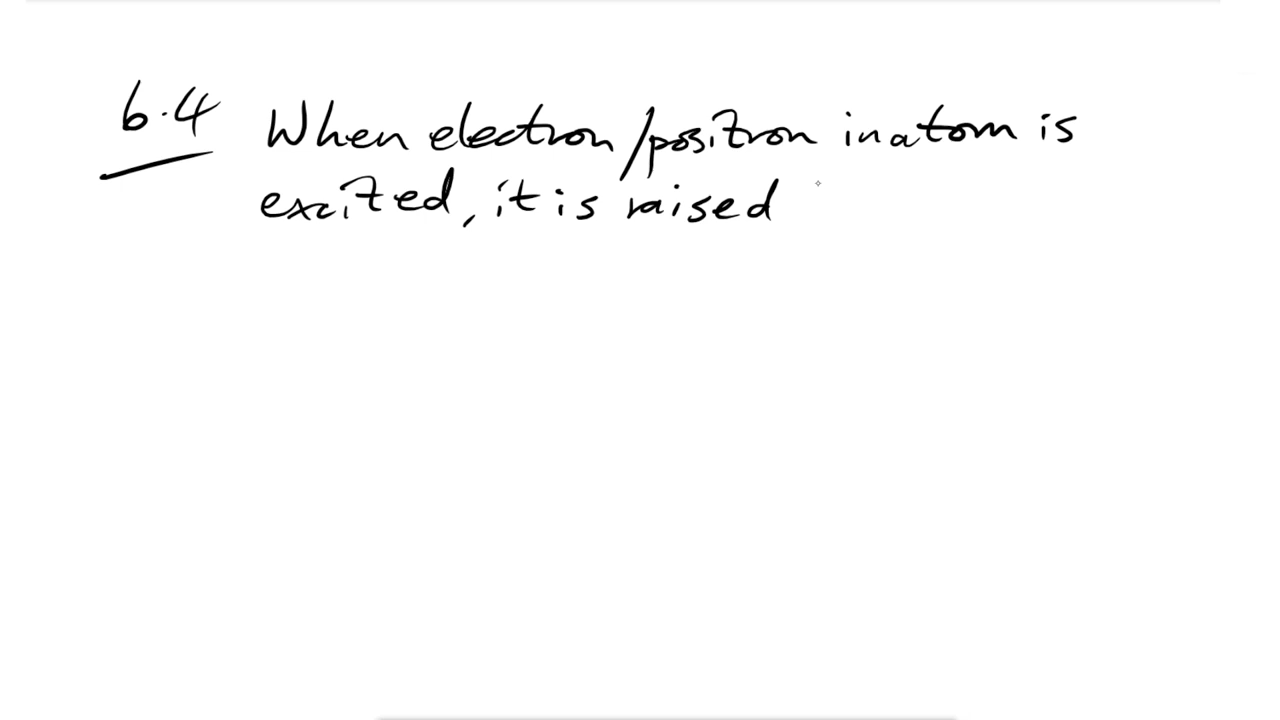 6.4 When electron/positron in atom is
excited, it is raised